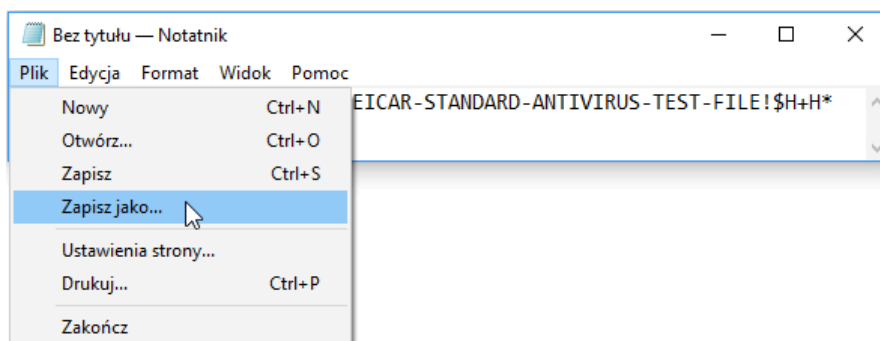 Bez tytułu — Notatnik
Plik Edycja Format Widok Pomoc
EICAR-STANDARD-ANTIVIRUS-TEST-FILE!$H+H*
Nowy Ctrl+N
Otwórz... Ctrl+O
Zapisz Ctrl+S
Zapisz jako...
Ustawienia strony...
Drukuj... Ctrl+P
Zakończ